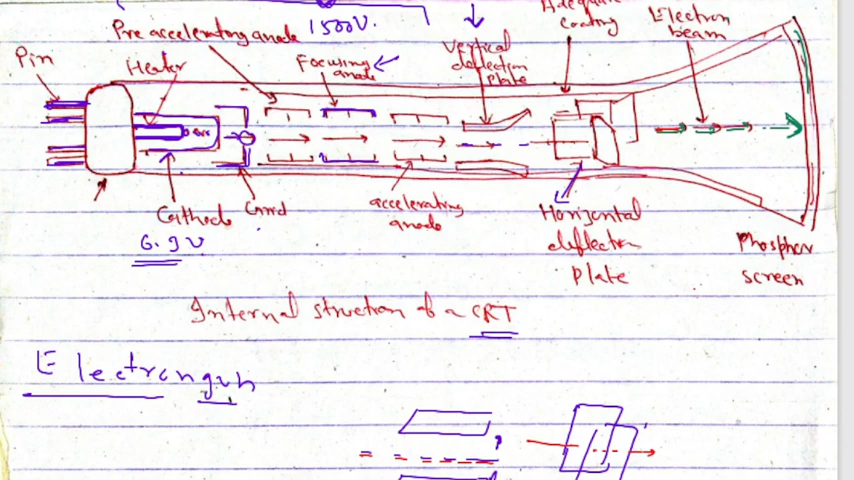 1500V.
Pre accelerating anode
Vertical
deflection
plate
coating
Electron
beam
Pin
Heater
Focusing
anode
Cathode
Grid
6.3V
accelerating
anode
Horizontal
deflection
plate
Phosphor
screen
Internal struction of a CRT
Electrongun